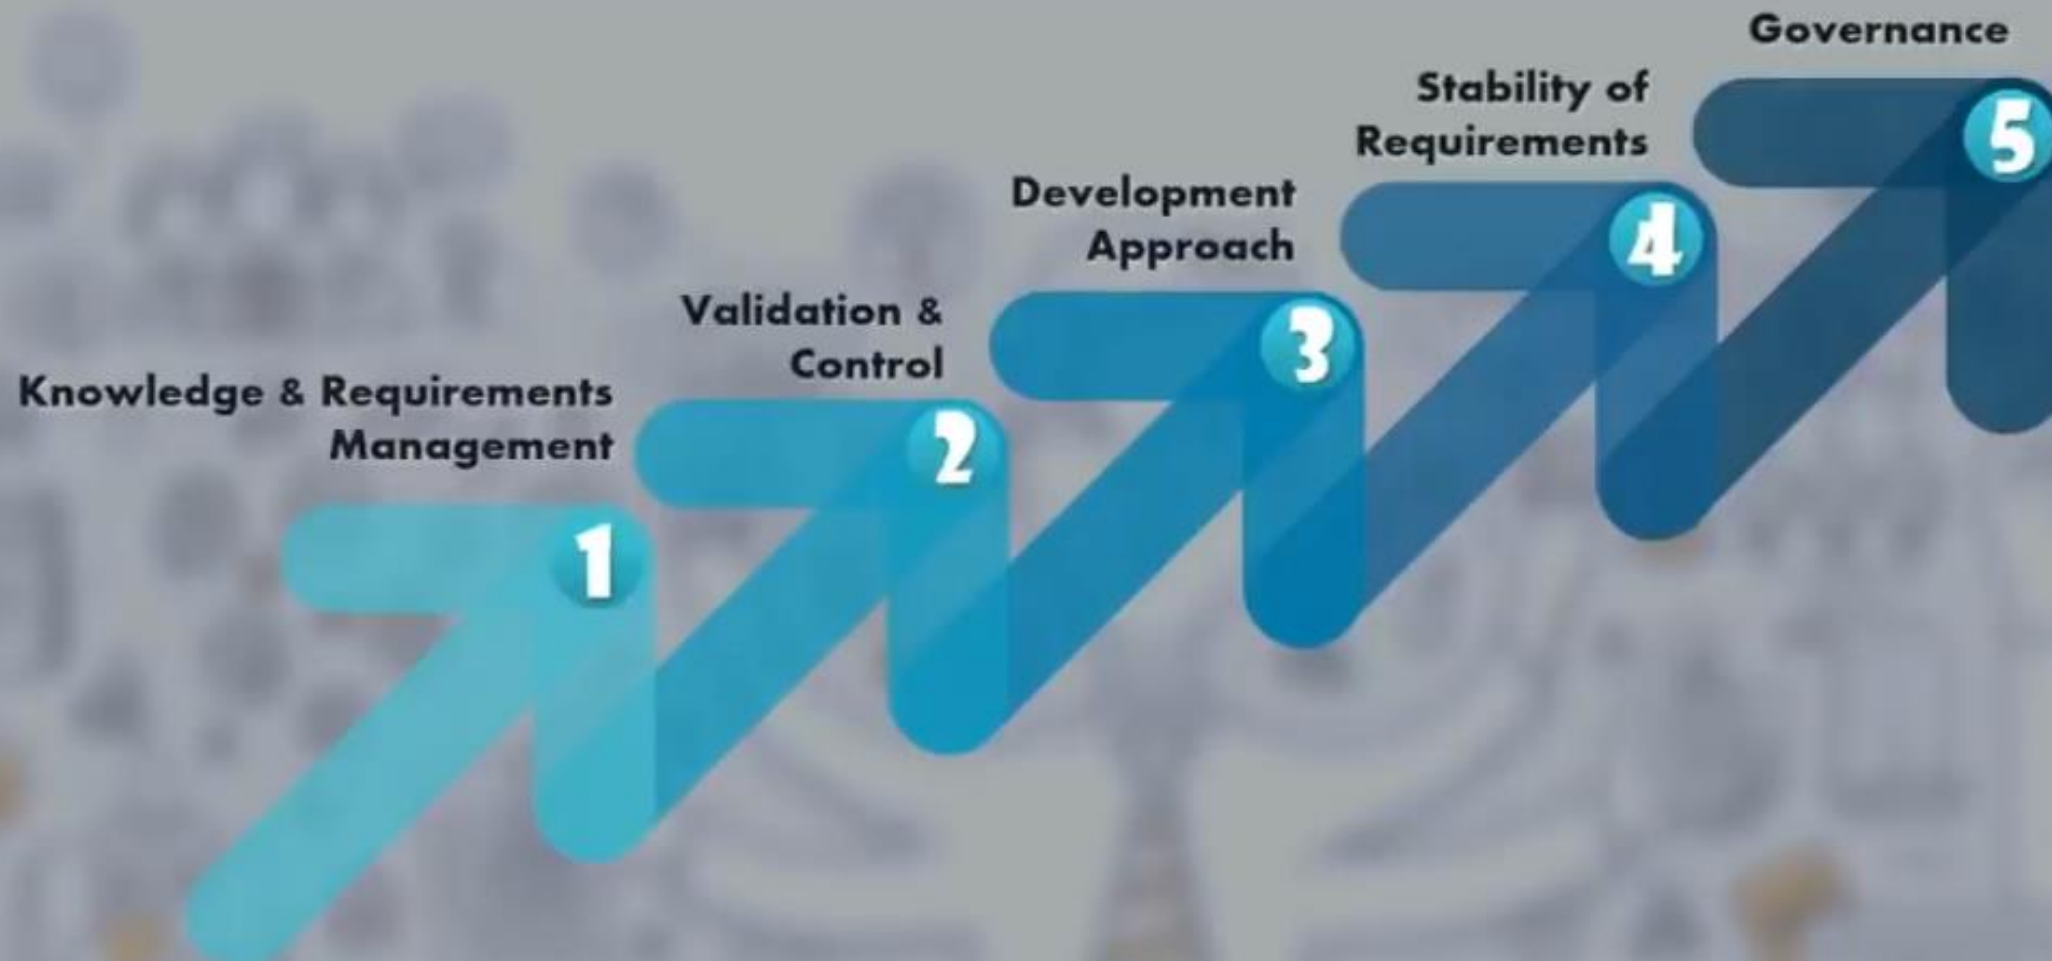 Governance
5
Stability of
Requirements
4
Development
Approach
3
Validation &
Control
2
Knowledge & Requirements
Management
1